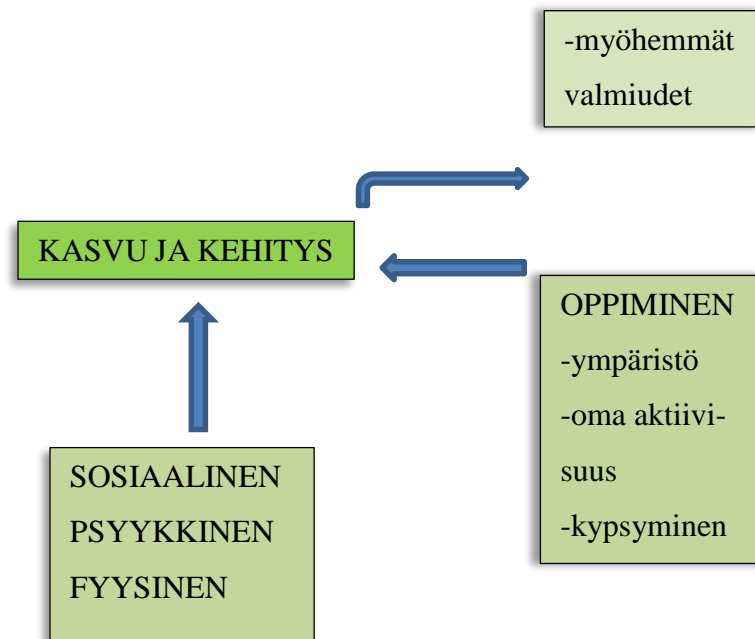 -myöhemmät
valmiudet
KASVU JA KEHITYS
OPPIMINEN
-ympäristö
-oma aktiivi-
suus
-kypsyminen
SOSIAALINEN
PSYYKKINEN
FYYSINEN